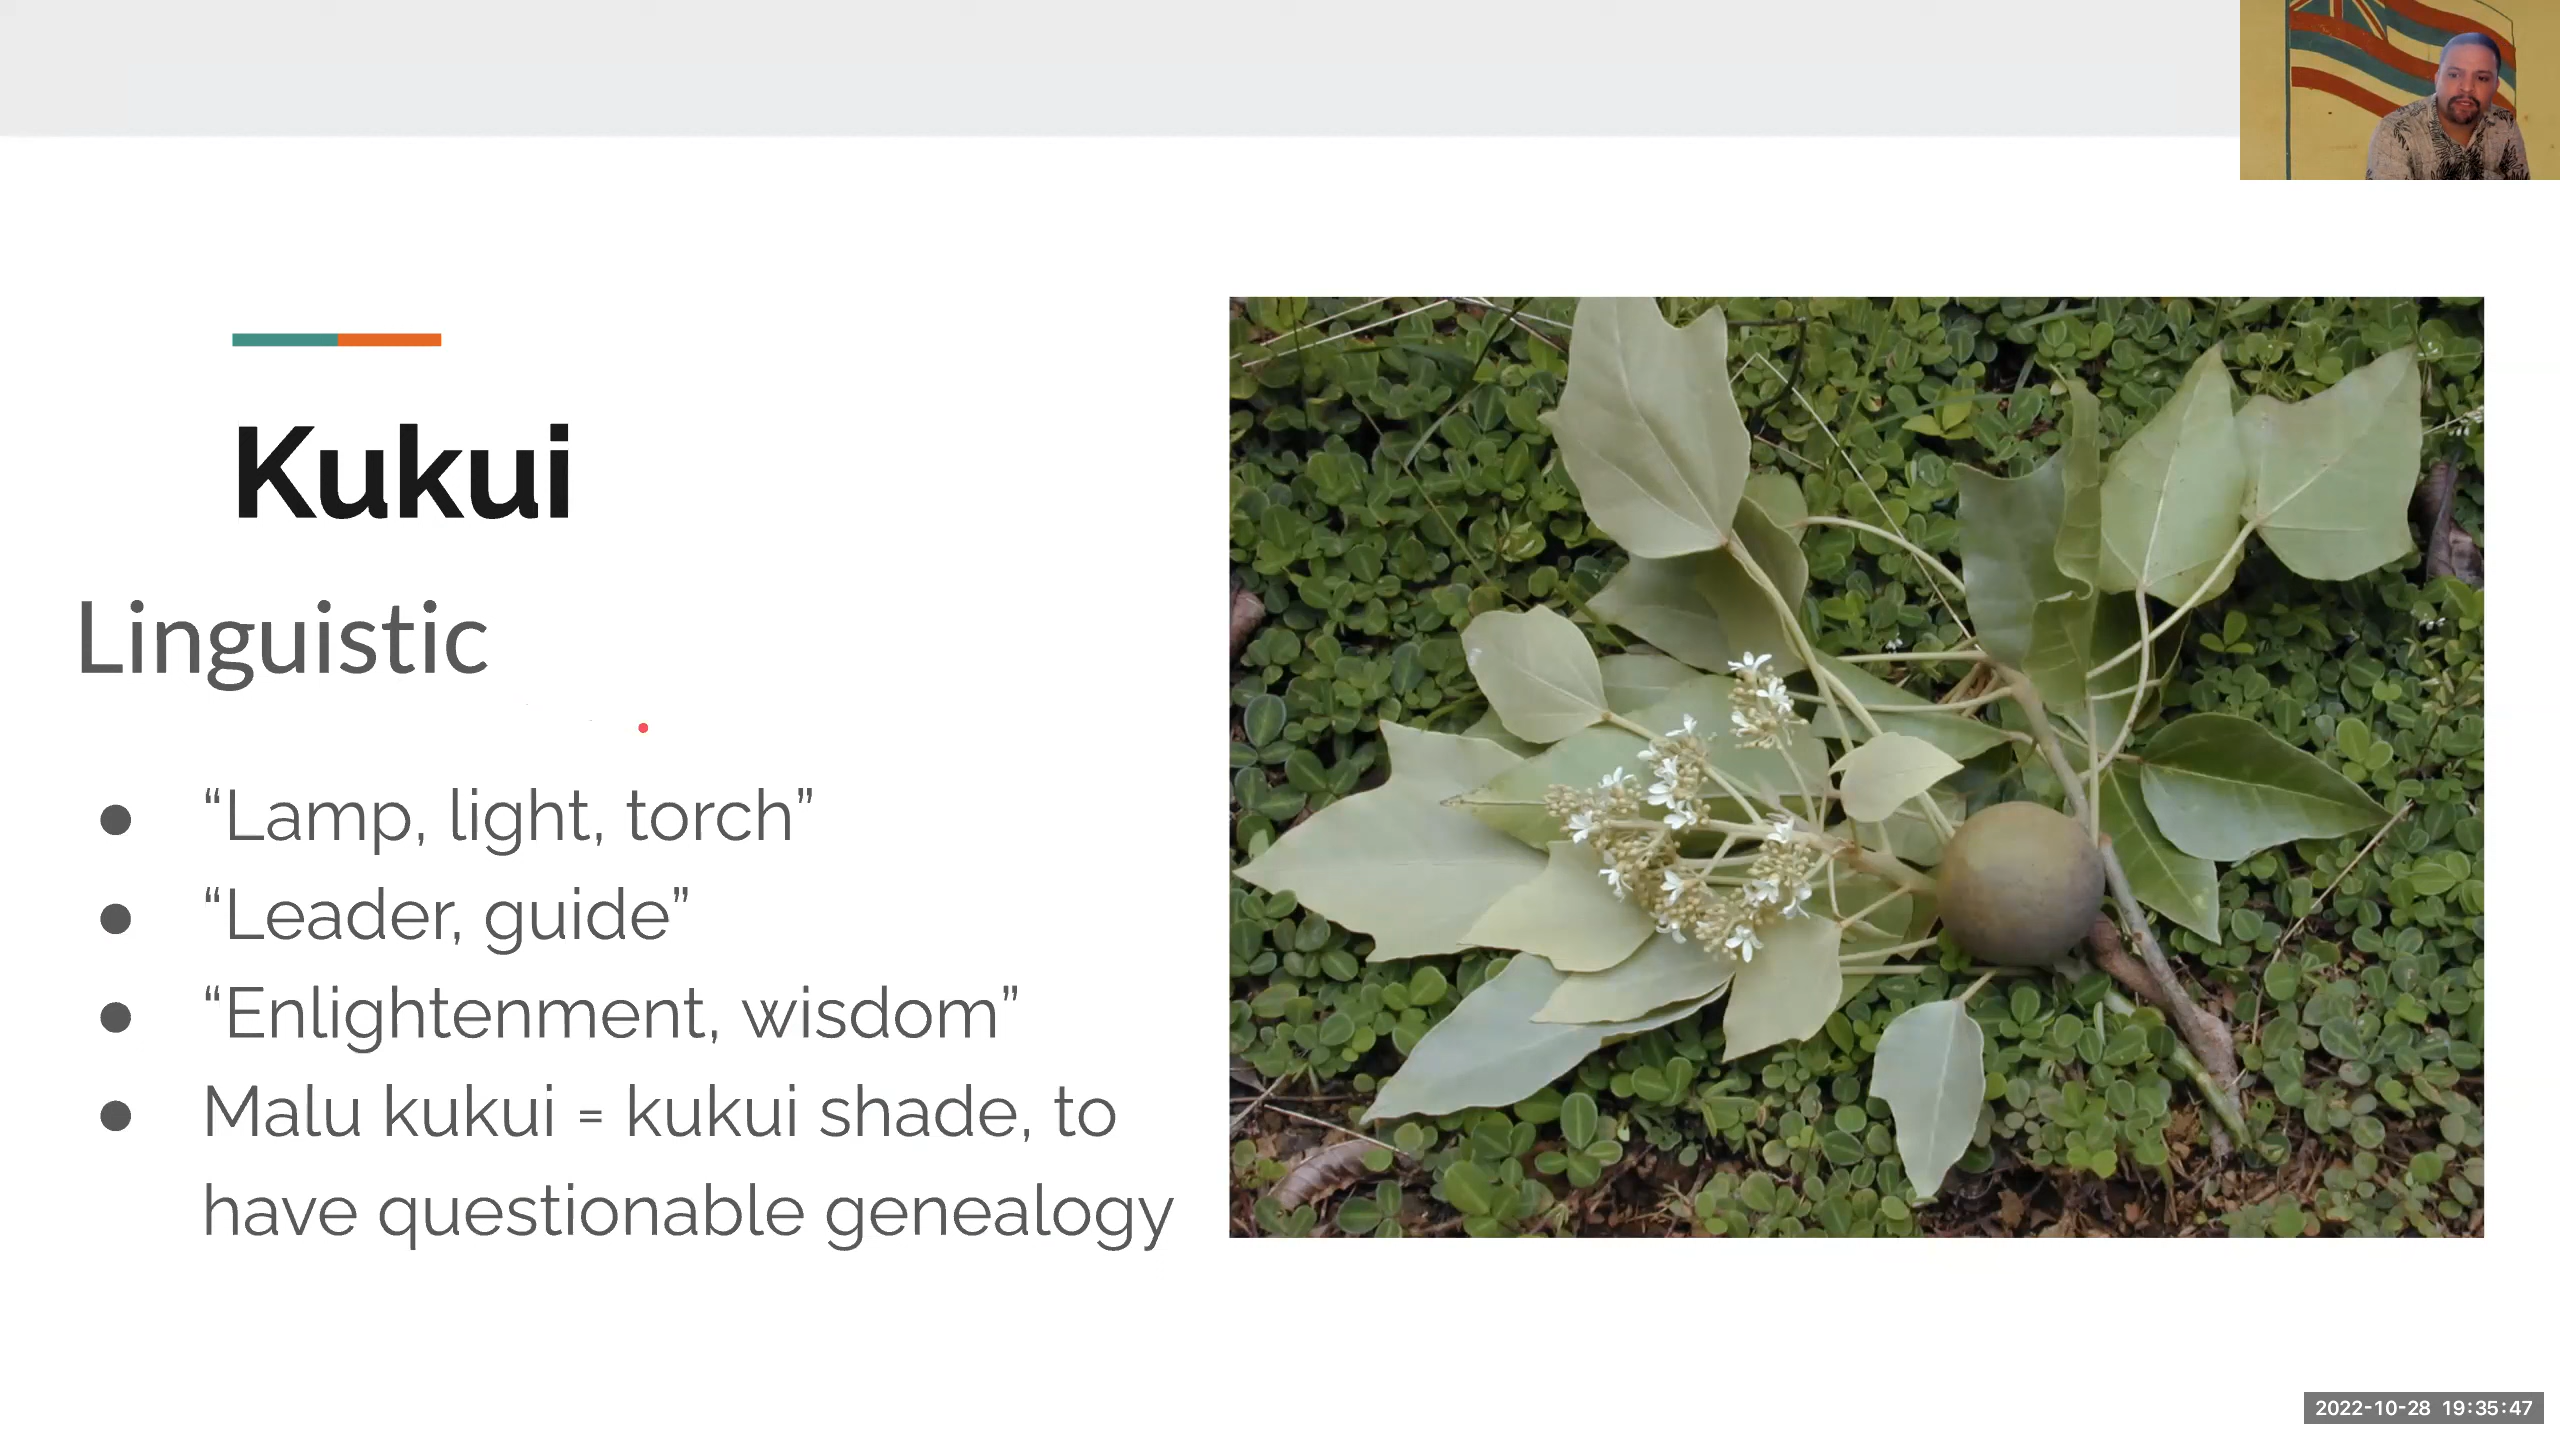 Kukui
Linguistic
● “Lamp, light, torch”
● “Leader, guide”
● “Enlightenment, wisdom”
● Malu kukui = kukui shade, to
have questionable genealogy
2022-10-28 19:35:47